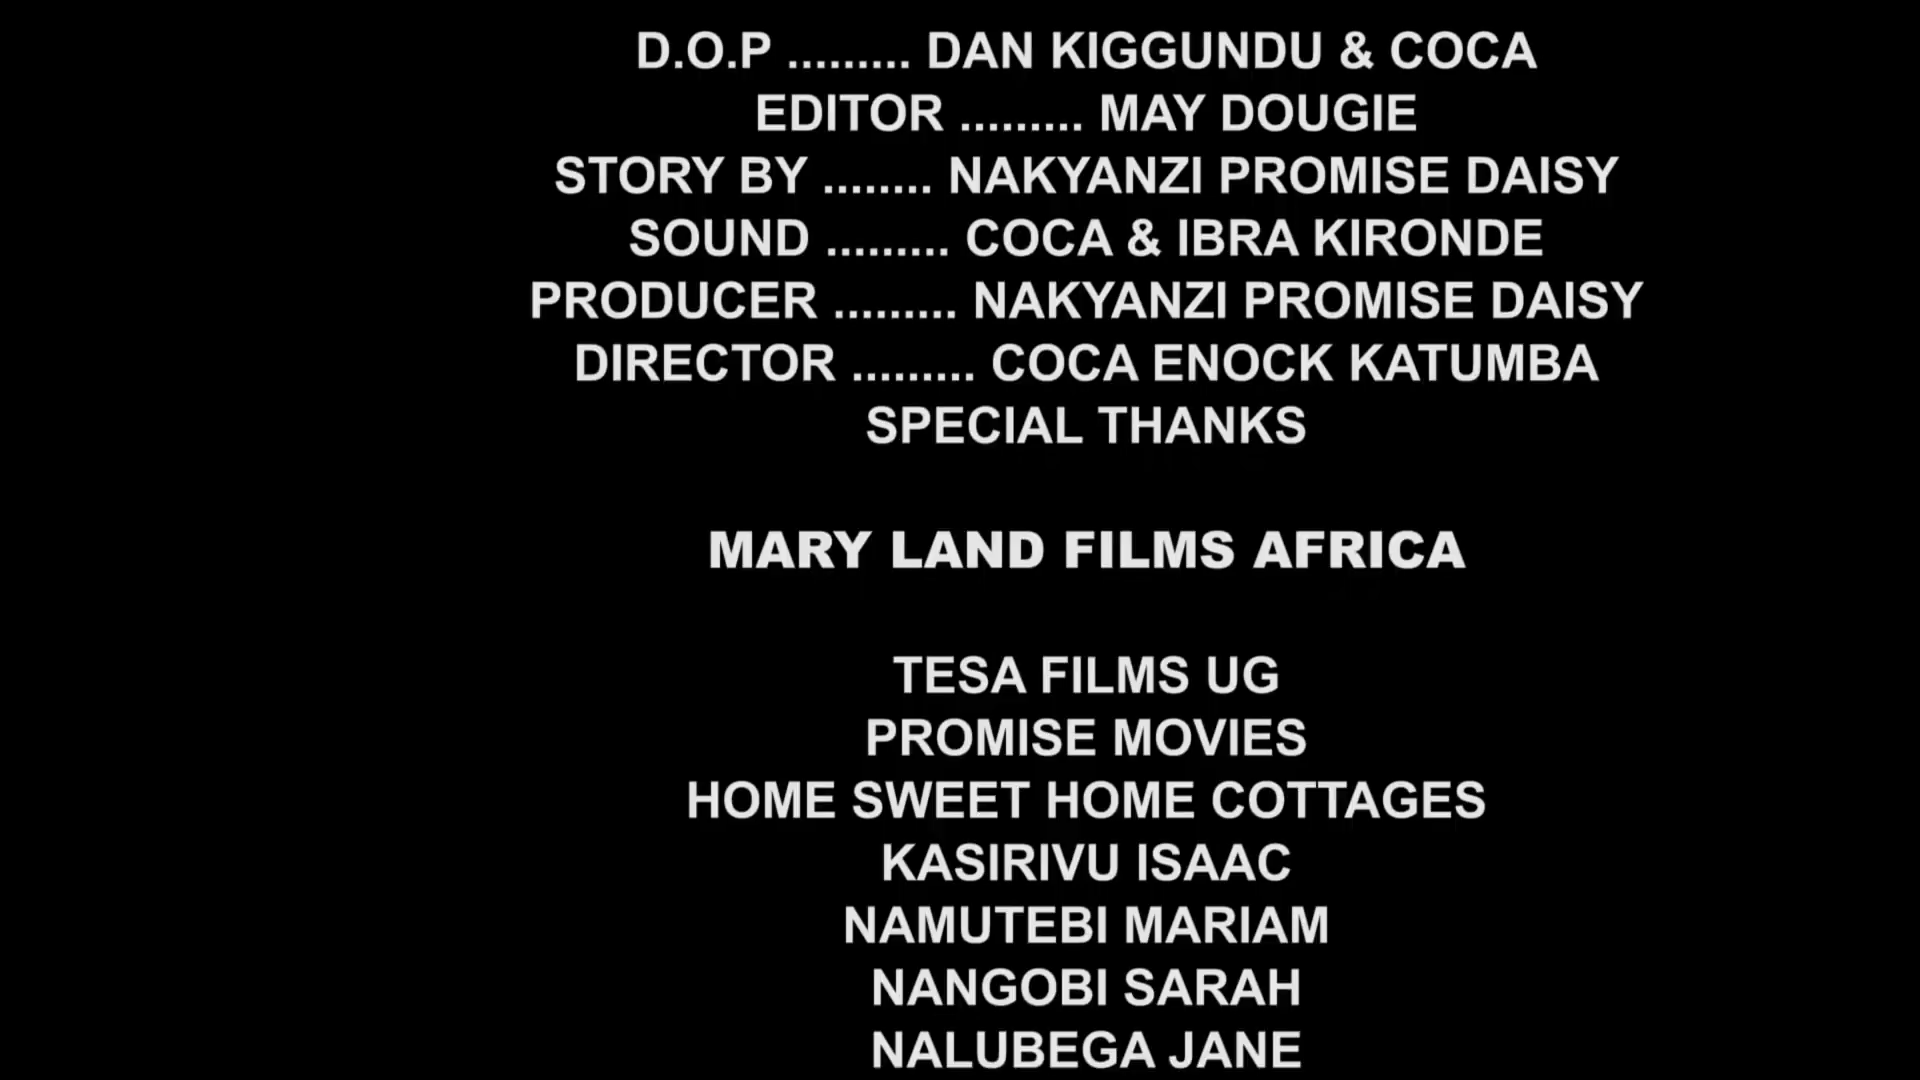 D.O.P ......... DAN KIGGUNDU & COCA
EDITOR ......... MAY DOUGIE
STORY BY ........ NAKYANZI PROMISE DAISY
SOUND ......... COCA & IBRA KIRONDE
PRODUCER ......... NAKYANZI PROMISE DAISY
DIRECTOR ......... COCA ENOCK KATUMBA
SPECIAL THANKS
MARY LAND FILMS AFRICA
TESA FILMS UG
PROMISE MOVIES
HOME SWEET HOME COTTAGES
KASIRIVU ISAAC
NAMUTEBI MARIAM
NANGOBI SARAH
NALUBEGA JANE